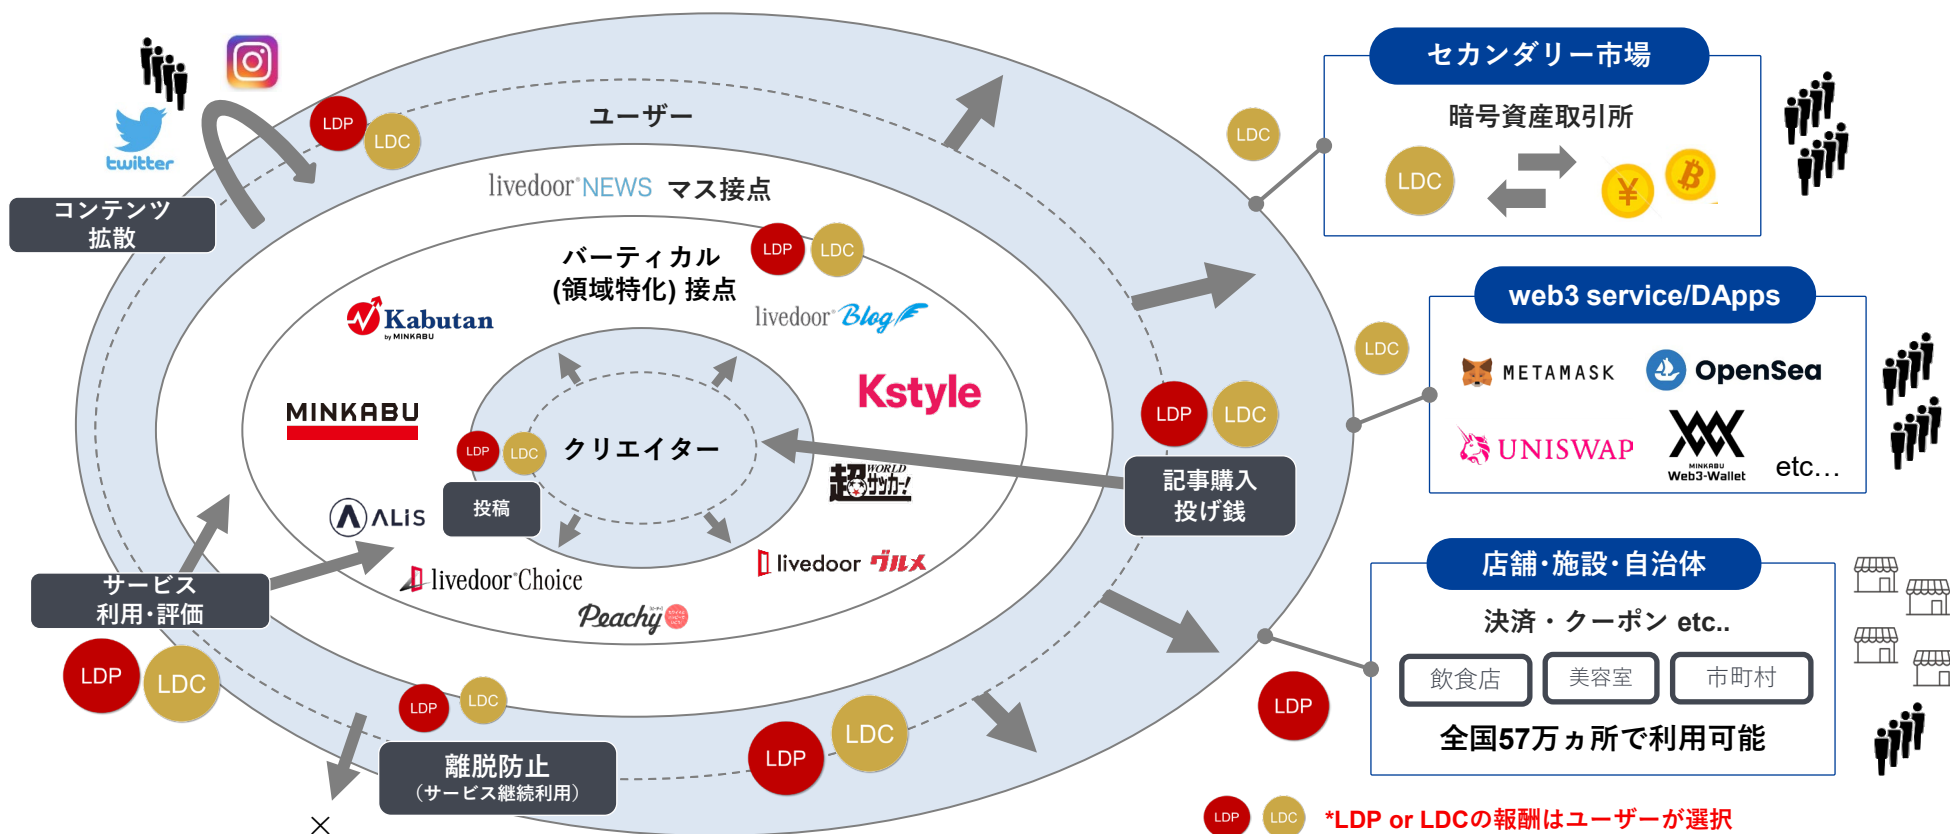 twitter
コンテンツ
拡散
LDP
LDC
ユーザー
livedoor NEWS マス接点
バーティカル
(領域特化) 接点
LDP
LDC
Kabutan
by MINKABU
livedoor Blog
MINKABU
Kstyle
LDP
LDC
クリエイター
投稿
ALiS
超WORLDサッカー!
livedoor Choice
livedoor グルメ
Peachy
LDP
LDC
記事購入
投げ銭
サービス
利用・評価
LDP
LDC
LDP
LDC
離脱防止
（サービス継続利用）
×
LDP
LDC
LDC
セカンダリー市場
暗号資産取引所
LDC
¥
LDC
web3 service/DApps
METAMASK
OpenSea
UNISWAP
MINKABU
Web3-Wallet
etc…
LDP
店舗・施設・自治体
決済・クーポン etc..
飲食店
美容室
市町村
全国57万ヵ所で利用可能
LDP
LDC
*LDP or LDCの報酬はユーザーが選択